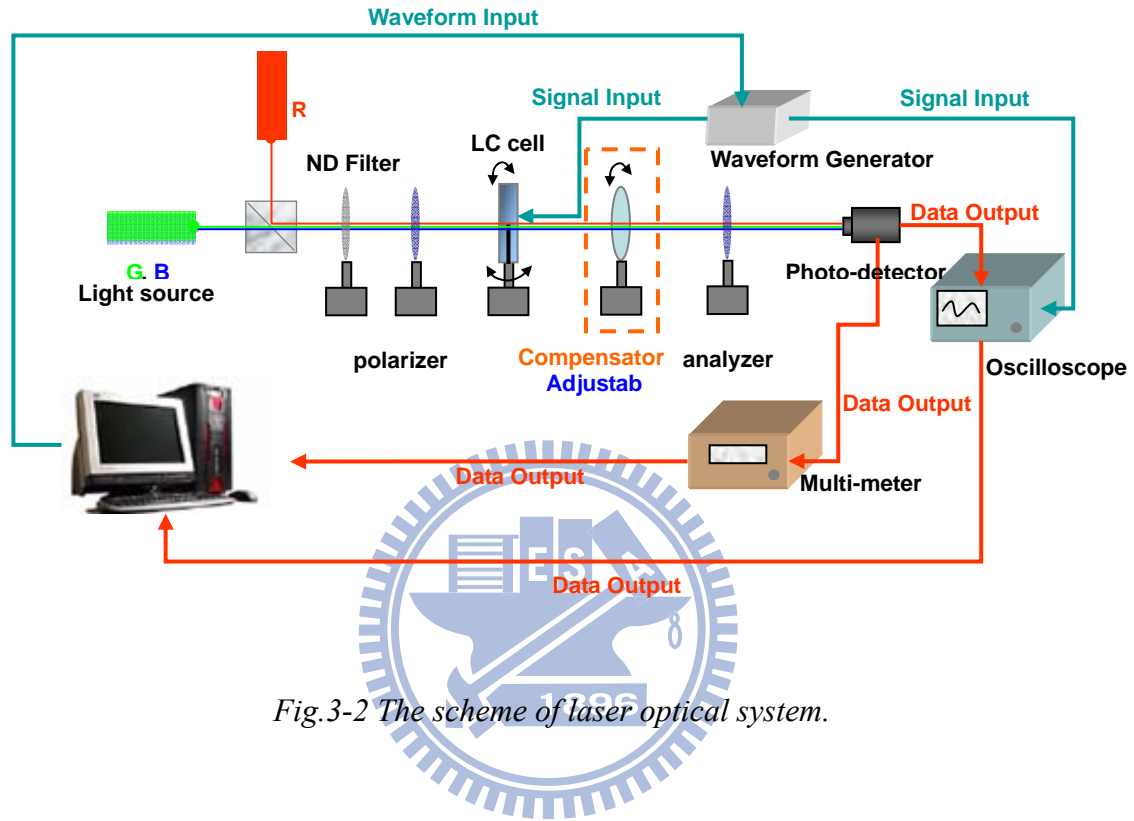 Waveform Input
R
Signal Input
Signal Input
LC cell
ND Filter
Waveform Generator
Data Output
G. B
Light source
Photo-detector
polarizer
Compensator
Adjustab
analyzer
Oscilloscope
Data Output
Data Output
Multi-meter
E S A
Data Output
8
1896
Fig.3-2 The scheme of laser optical system.